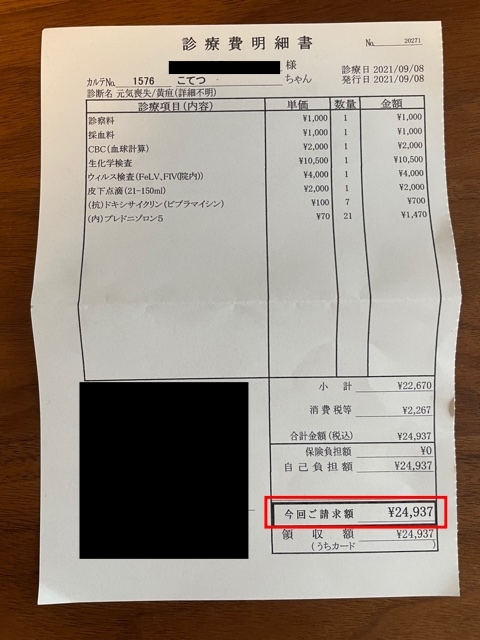 診療費明細書
No. 20271
様
診療日 2021/09/08
カルテNo. 1576 こてつ ちゃん
発行日 2021/09/08
診断名 元気喪失/黄疸(詳細不明)
診療項目(内容) 単価 数量 金額
診察料 ¥1,000 1 ¥1,000
採血料 ¥1,000 1 ¥1,000
CBC(血球計算) ¥2,000 1 ¥2,000
生化学検査 ¥10,500 1 ¥10,500
ウィルス検査(FeLV、FIV(院内)) ¥4,000 1 ¥4,000
皮下点滴(21-150ml) ¥2,000 1 ¥2,000
(抗)ドキシサイクリン(ビブラマイシン) ¥100 7 ¥700
(内)プレドニゾロン5 ¥70 21 ¥1,470
小計 ¥22,670
消費税等 ¥2,267
合計金額(税込) ¥24,937
保険負担額 ¥0
自己負担額 ¥24,937
今回ご請求額 ¥24,937
領収額 ¥24,937
(うちカード )